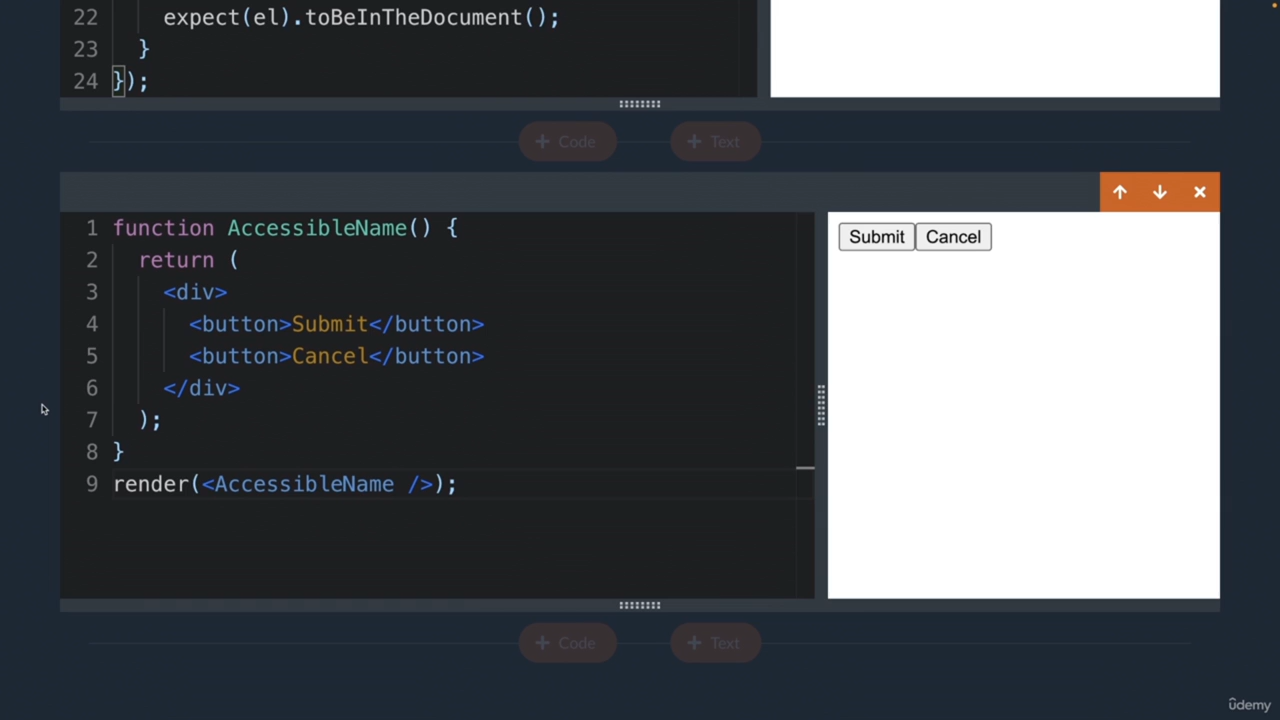 22 expect(el).toBeInTheDocument();
23 }
24 });
+ Code + Text
1 function AccessibleName() {
2 return (
3 <div>
4 <button>Submit</button>
5 <button>Cancel</button>
6 </div>
7 );
8 }
9 render(<AccessibleName />);
Submit Cancel
+ Code + Text
ûdemy